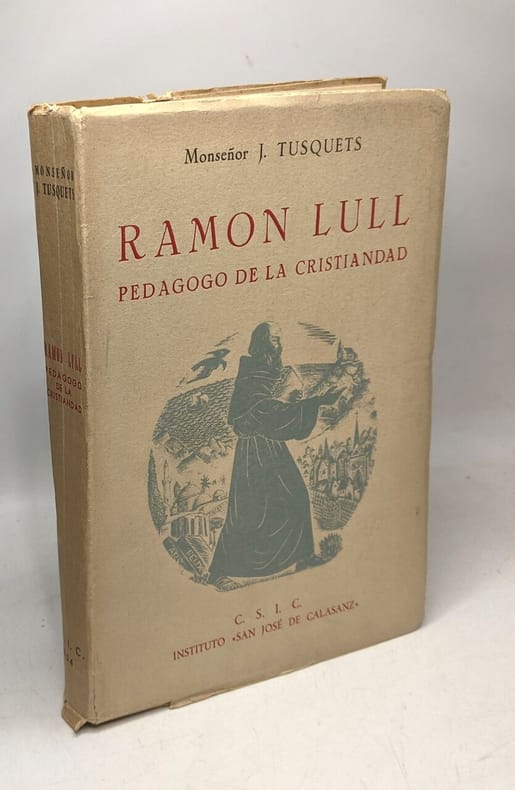 Monseñor J. TUSQUETS
RAMON LULL
PEDAGOGO DE LA CRISTIANDAD
C. S. I. C.
INSTITUTO «SAN JOSÉ DE CALASANZ»
MONSEÑOR
J. TUSQUETS
RAMON LULL
PEDAGOGO
DE LA
CRISTIANDAD
I. C.
54